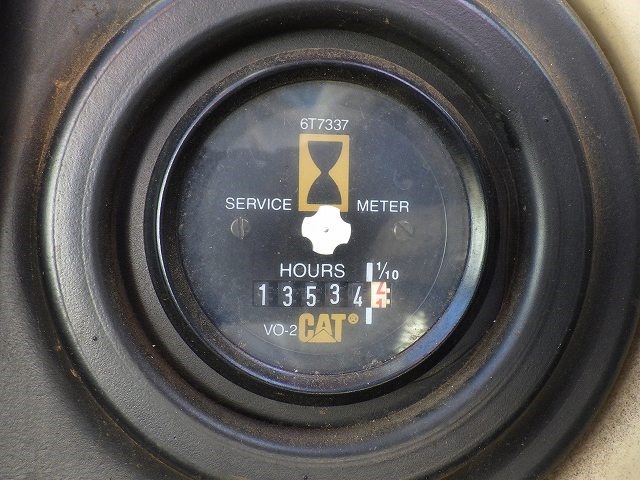 6T7337
SERVICE METER
HOURS 1/10
1 3 5 3 4 4
VO-2 CAT®